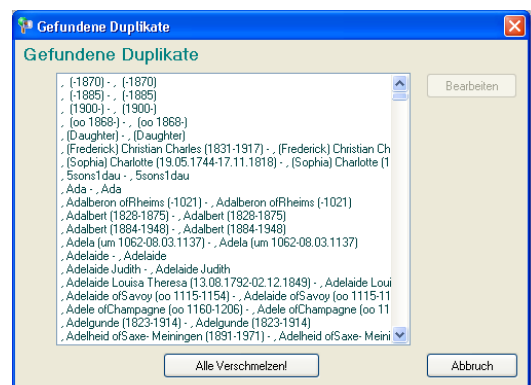 Gefundene Duplikate
Gefundene Duplikate
, (-1870) - , (-1870)
, (-1885) - , (-1885)
, (1900-) - , (1900-)
, (oo 1868-) - , (oo 1868-)
, (Daughter) - , (Daughter)
, (Frederick) Christian Charles (1831-1917) - , (Frederick) Christian Ch
, (Sophia) Charlotte (19.05.1744-17.11.1818) - , (Sophia) Charlotte (1
, 5sons1dau - , 5sons1dau
, Ada - , Ada
, Adalberon ofRheims (-1021) - , Adalberon ofRheims (-1021)
, Adalbert (1828-1875) - , Adalbert (1828-1875)
, Adalbert (1884-1948) - , Adalbert (1884-1948)
, Adela (um 1062-08.03.1137) - , Adela (um 1062-08.03.1137)
, Adelaide - , Adelaide
, Adelaide Judith - , Adelaide Judith
, Adelaide Louisa Theresa (13.08.1792-02.12.1849) - , Adelaide Loui
, Adelaide ofSavoy (oo 1115-1154) - , Adelaide ofSavoy (oo 1115-11
, Adele ofChampagne (oo 1160-1206) - , Adele ofChampagne (oo 11
, Adelgunde (1823-1914) - , Adelgunde (1823-1914)
, Adelheid ofSaxe- Meiningen (1891-1971) - , Adelheid ofSaxe- Meini
Bearbeiten
Alle Verschmelzen!
Abbruch